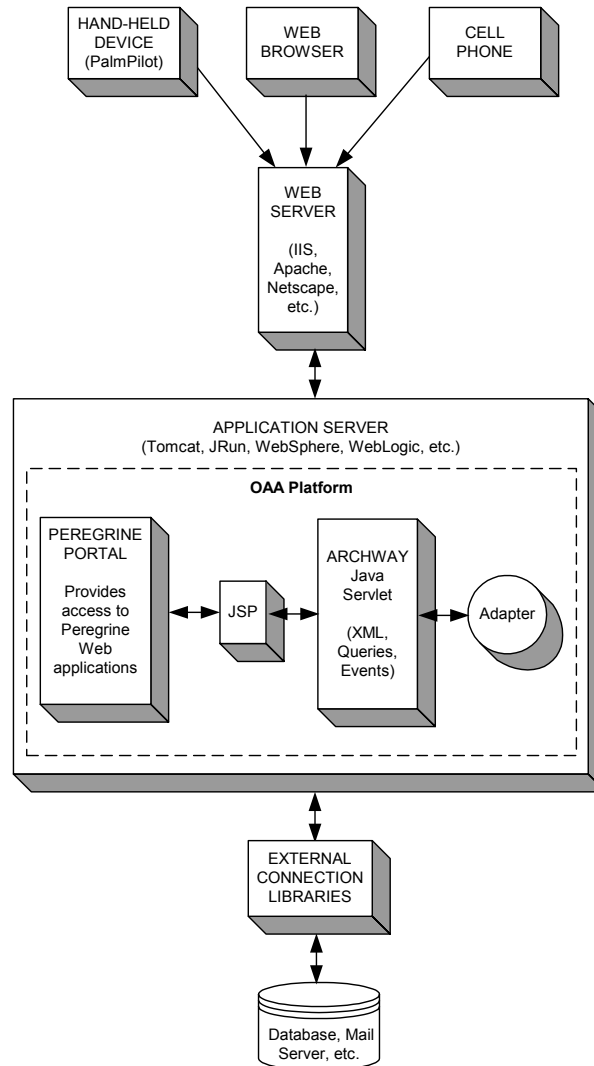 HAND-HELD
DEVICE
(PalmPilot)
WEB
BROWSER
CELL
PHONE
WEB
SERVER
(IIS,
Apache,
Netscape,
etc.)
APPLICATION SERVER
(Tomcat, JRun, WebSphere, WebLogic, etc.)
OAA Platform
PEREGRINE
PORTAL
Provides
access to
Peregrine
Web
applications
JSP
ARCHWAY
Java
Servlet
(XML,
Queries,
Events)
Adapter
EXTERNAL
CONNECTION
LIBRARIES
Database, Mail
Server, etc.